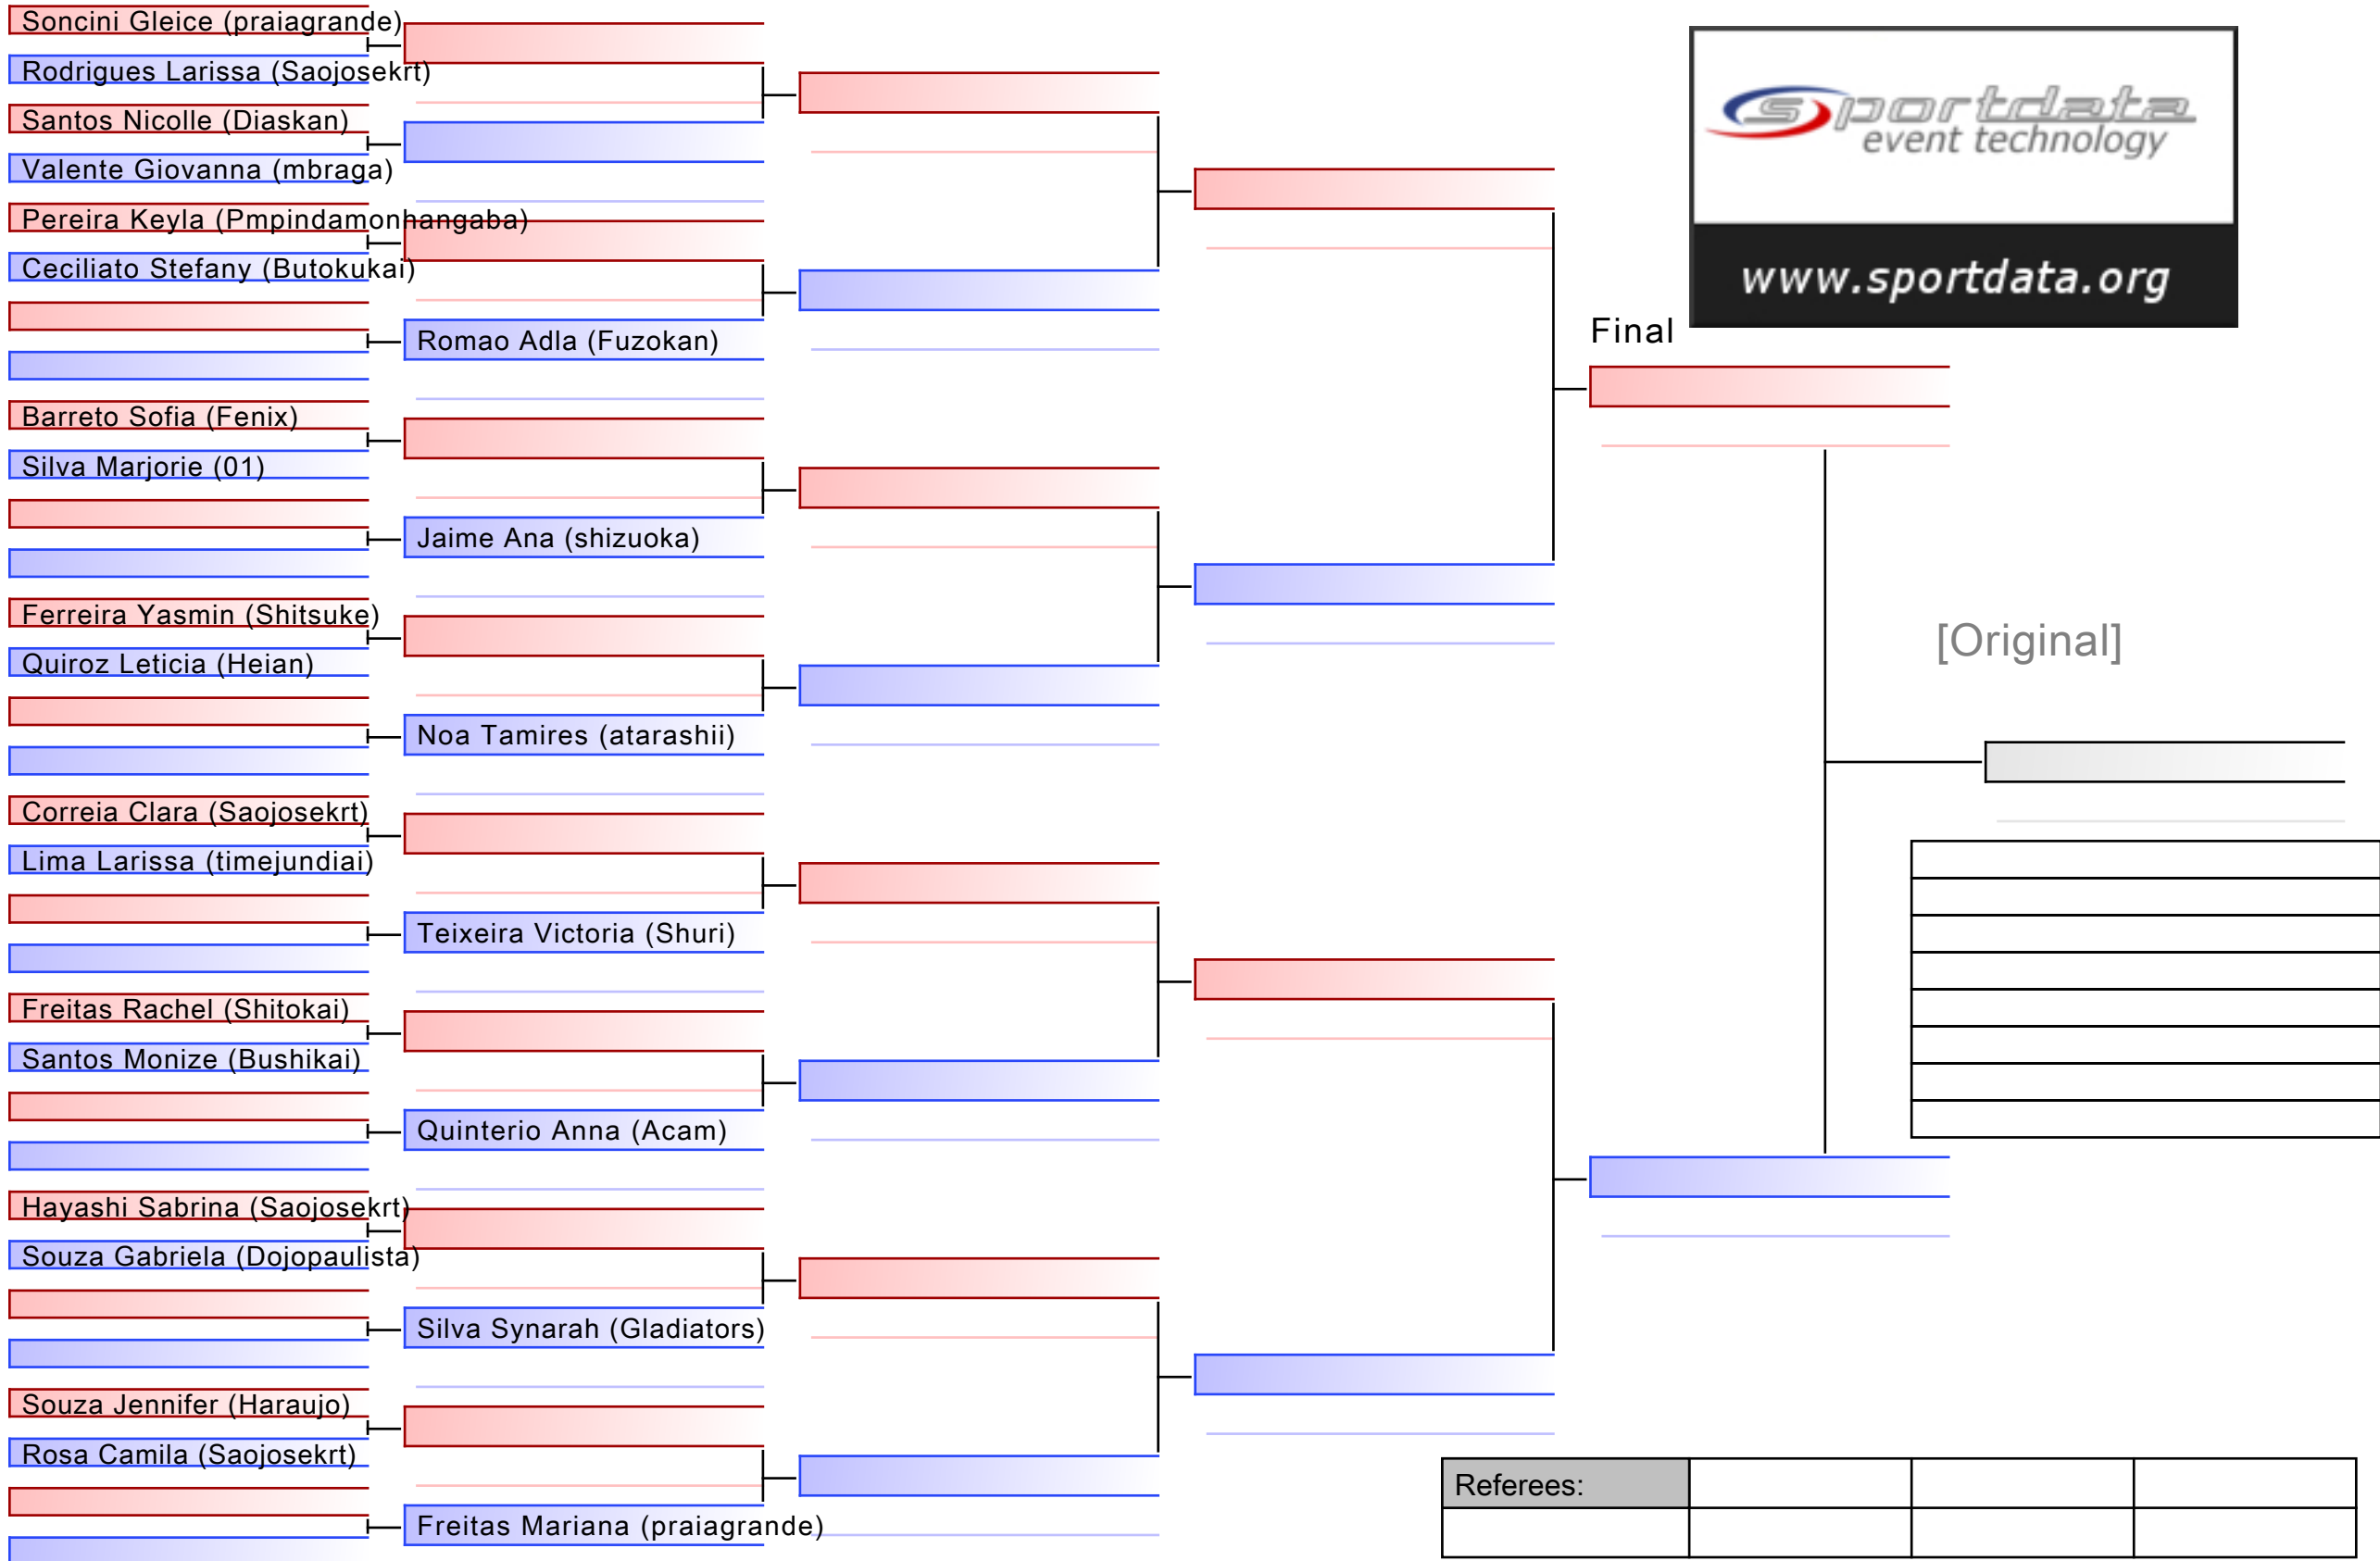 Soncini Gleice (praiagrande)
Rodrigues Larissa (Saojosekrt)
Santos Nicolle (Diaskan)
Valente Giovanna (mbraga)
Pereira Keyla (Pmpindamonhangaba)
Ceciliato Stefany (Butokukai)
Romao Adla (Fuzokan)
Barreto Sofia (Fenix)
Silva Marjorie (01)
Jaime Ana (shizuoka)
Ferreira Yasmin (Shitsuke)
Quiroz Leticia (Heian)
Noa Tamires (atarashii)
Correia Clara (Saojosekrt)
Lima Larissa (timejundiai)
Teixeira Victoria (Shuri)
Freitas Rachel (Shitokai)
Santos Monize (Bushikai)
Quinterio Anna (Acam)
Hayashi Sabrina (Saojosekrt)
Souza Gabriela (Dojopaulista)
Silva Synarah (Gladiators)
Souza Jennifer (Haraujo)
Rosa Camila (Saojosekrt)
Freitas Mariana (praiagrande)
sportdata
event technology
www.sportdata.org
Final
[Original]
Referees: